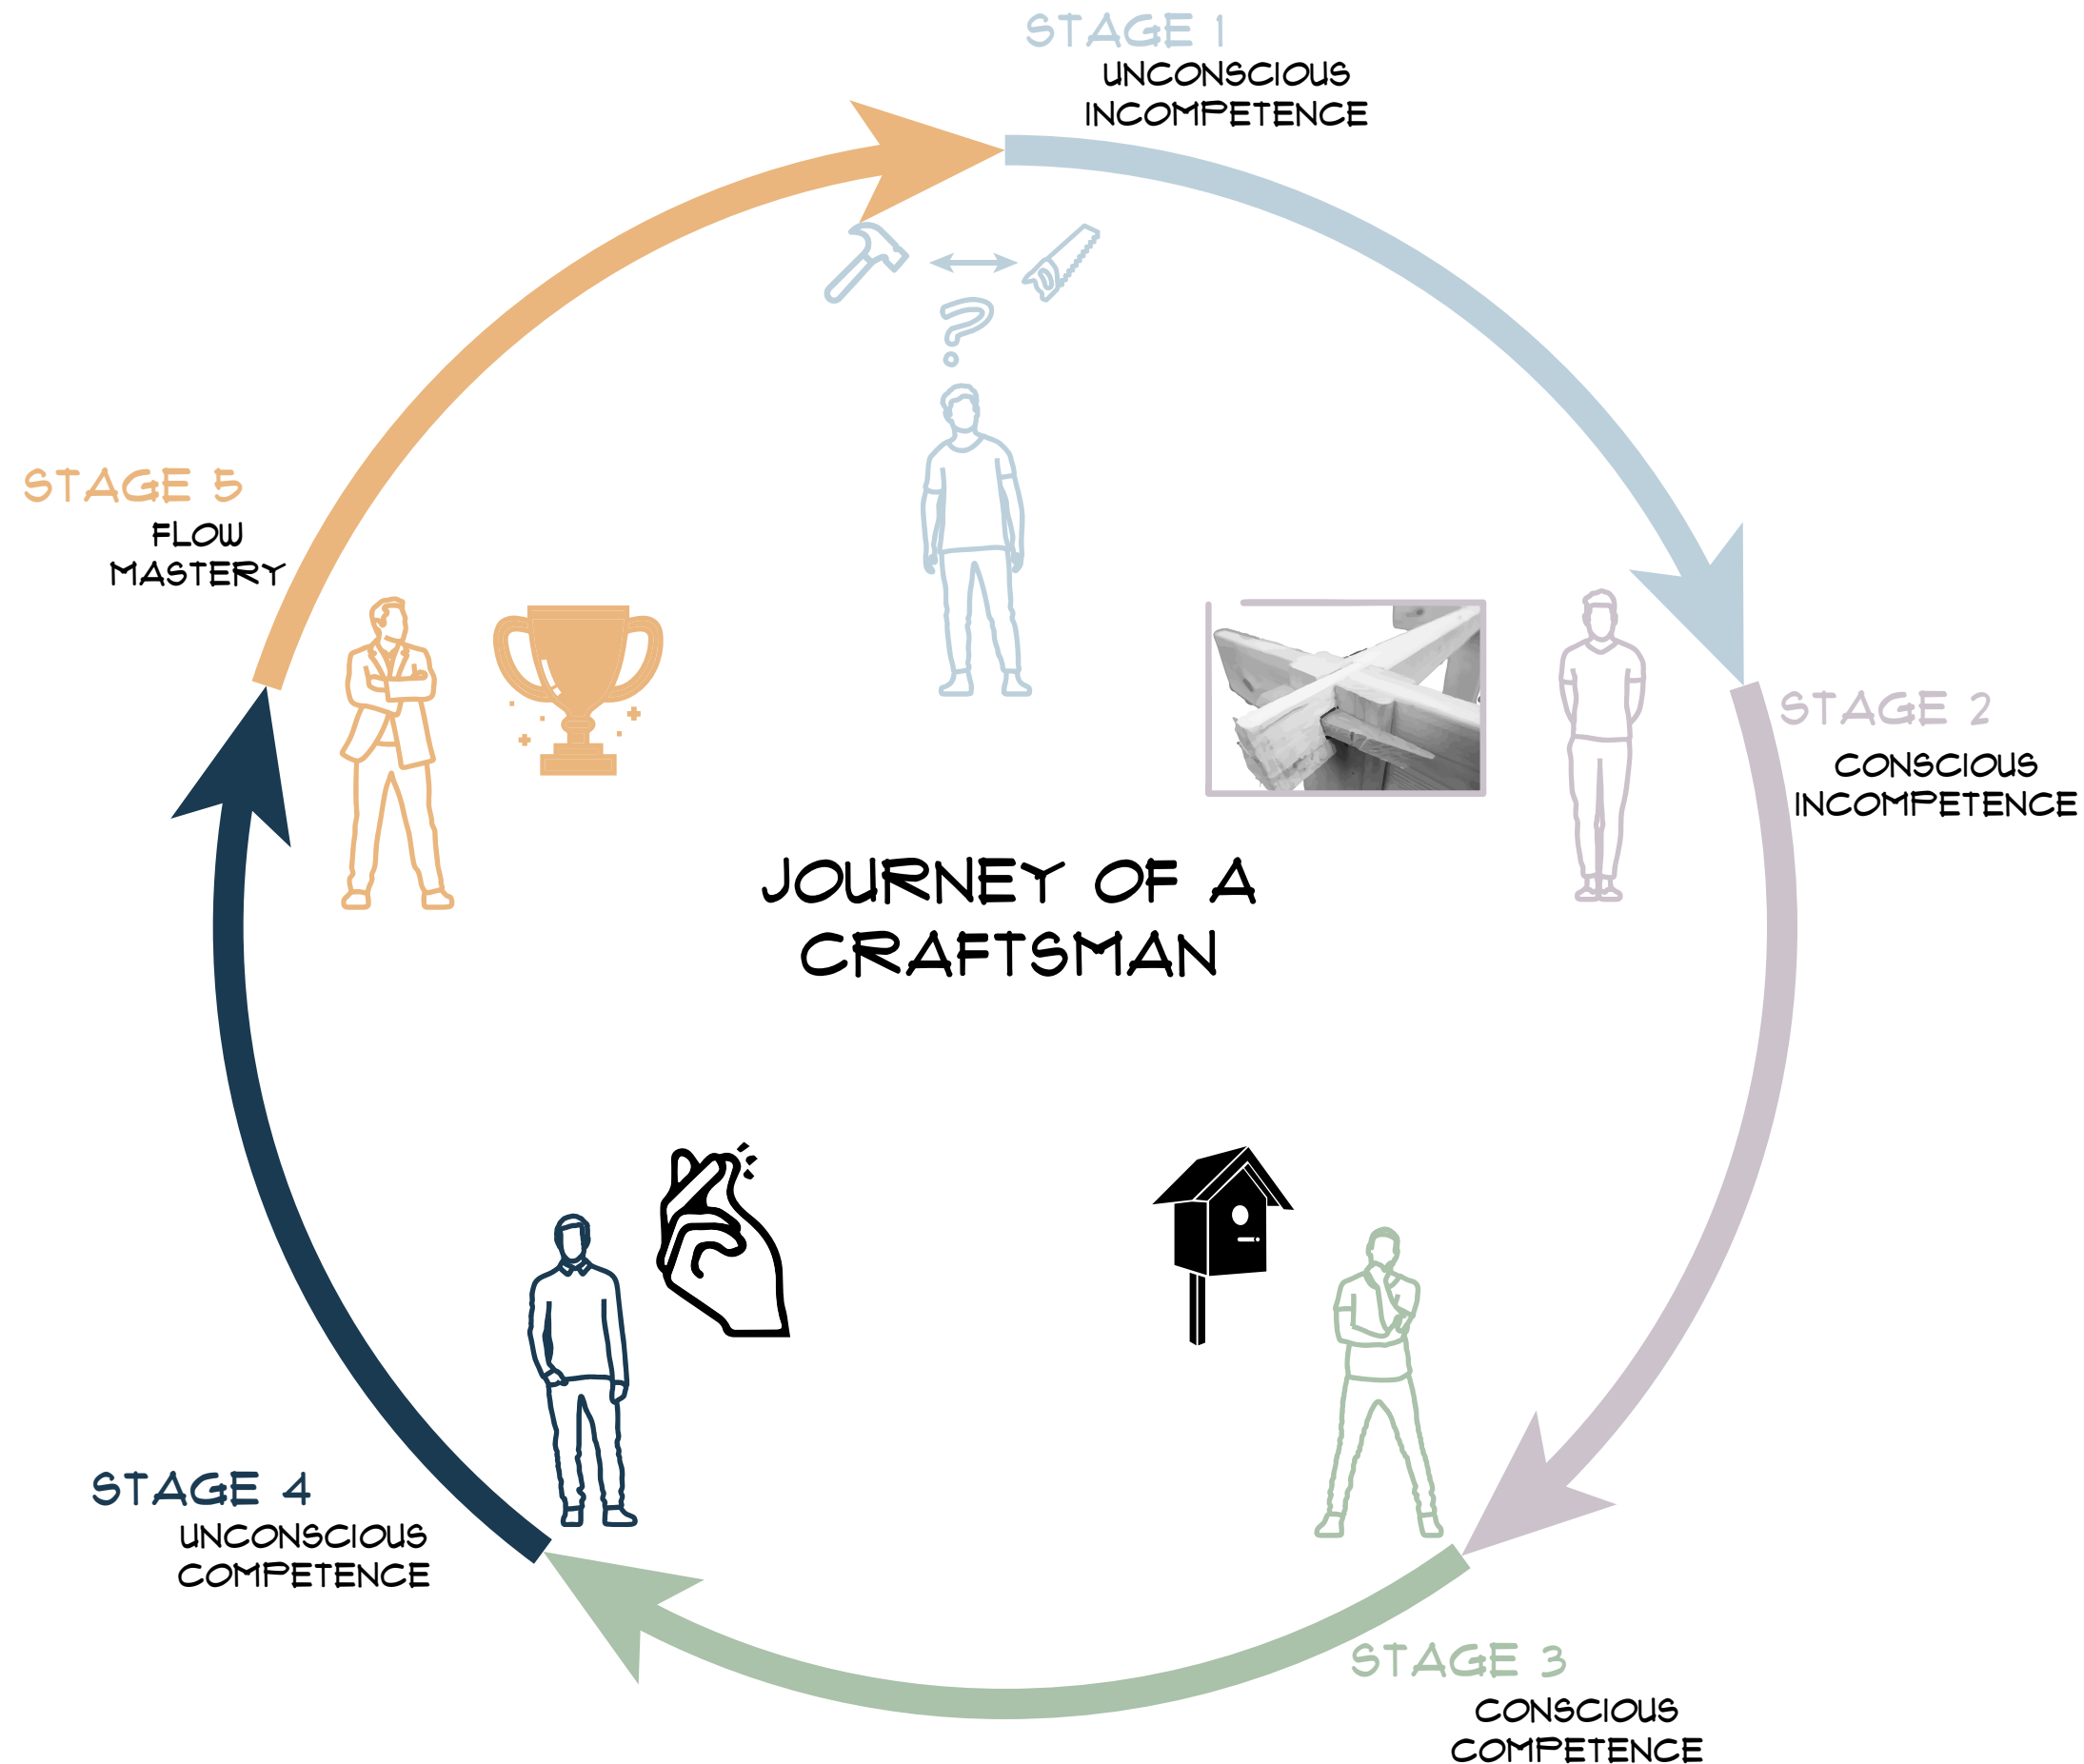 STAGE 1
UNCONSCIOUS
INCOMPETENCE
STAGE 5
FLOW
MASTERY
STAGE 2
CONSCIOUS
INCOMPETENCE
JOURNEY OF A
CRAFTSMAN
STAGE 4
UNCONSCIOUS
COMPETENCE
STAGE 3
CONSCIOUS
COMPETENCE